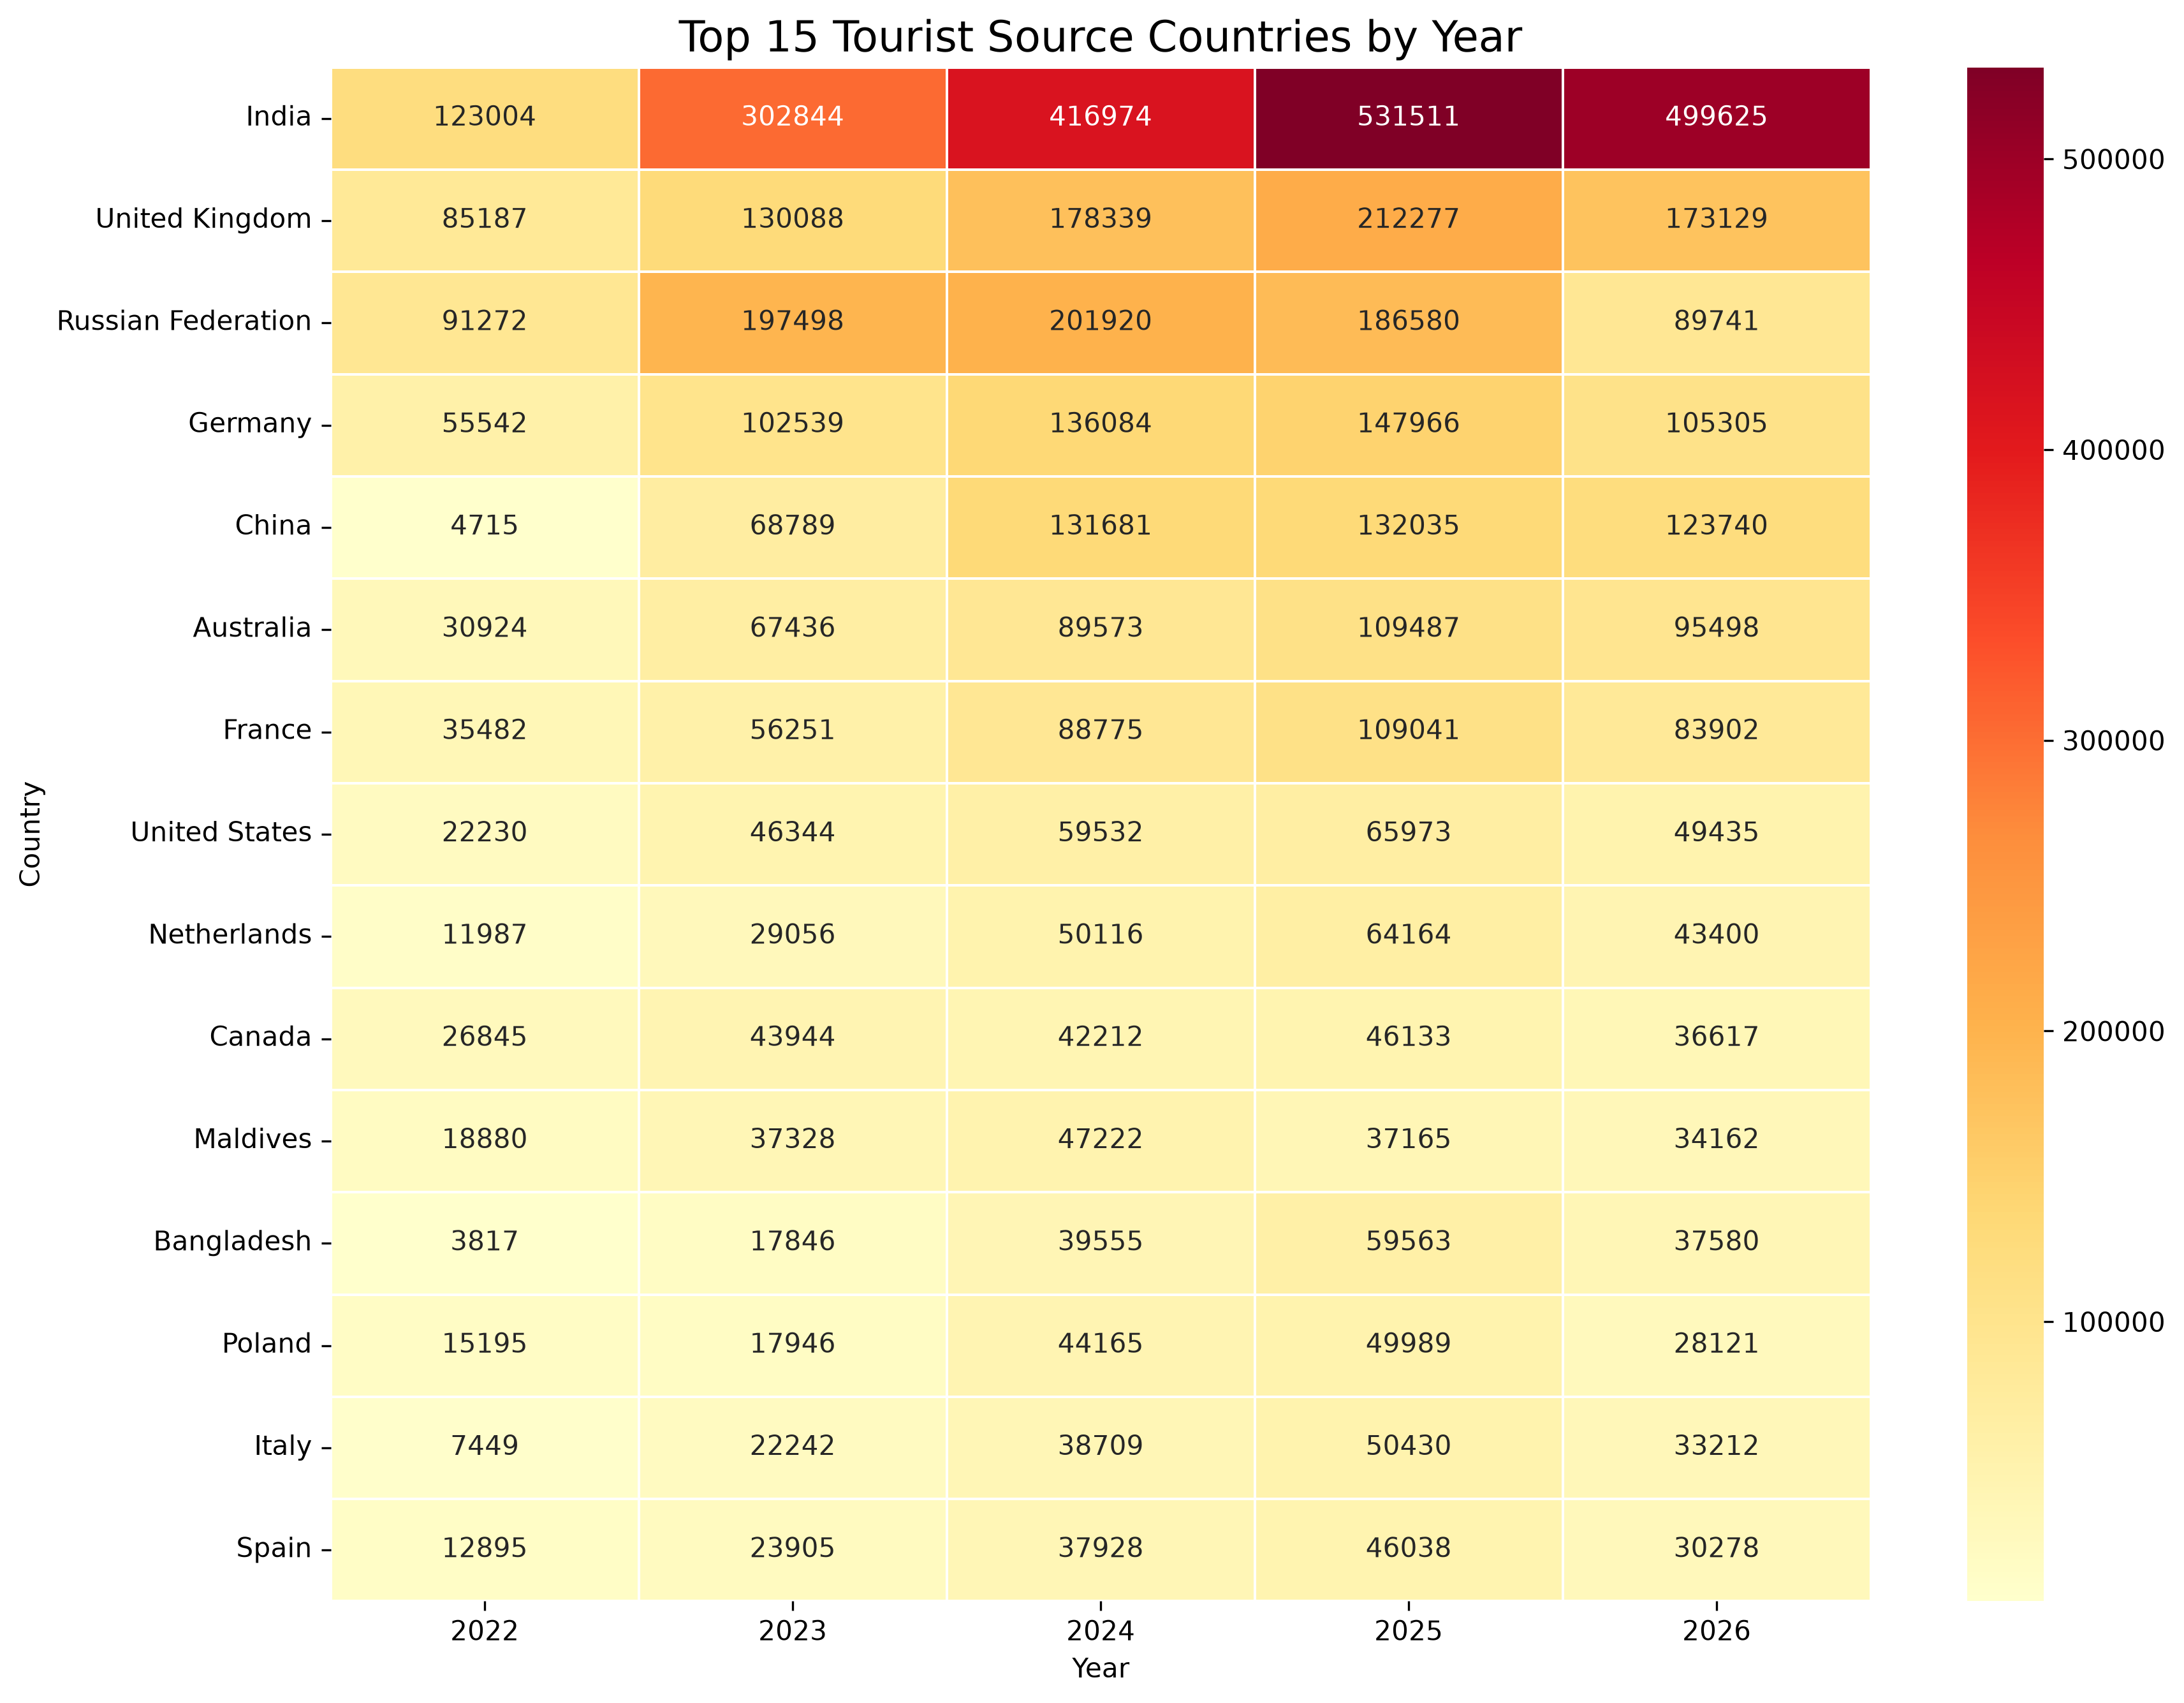 Top 15 Tourist Source Countries by Year
India 123004 302844 416974 531511 499625
United Kingdom 85187 130088 178339 212277 173129
Russian Federation 91272 197498 201920 186580 89741
Germany 55542 102539 136084 147966 105305
China 4715 68789 131681 132035 123740
Australia 30924 67436 89573 109487 95498
France 35482 56251 88775 109041 83902
United States 22230 46344 59532 65973 49435
Netherlands 11987 29056 50116 64164 43400
Canada 26845 43944 42212 46133 36617
Maldives 18880 37328 47222 37165 34162
Bangladesh 3817 17846 39555 59563 37580
Poland 15195 17946 44165 49989 28121
Italy 7449 22242 38709 50430 33212
Spain 12895 23905 37928 46038 30278
2022 2023 2024 2025 2026
Year
Country
500000
400000
300000
200000
100000